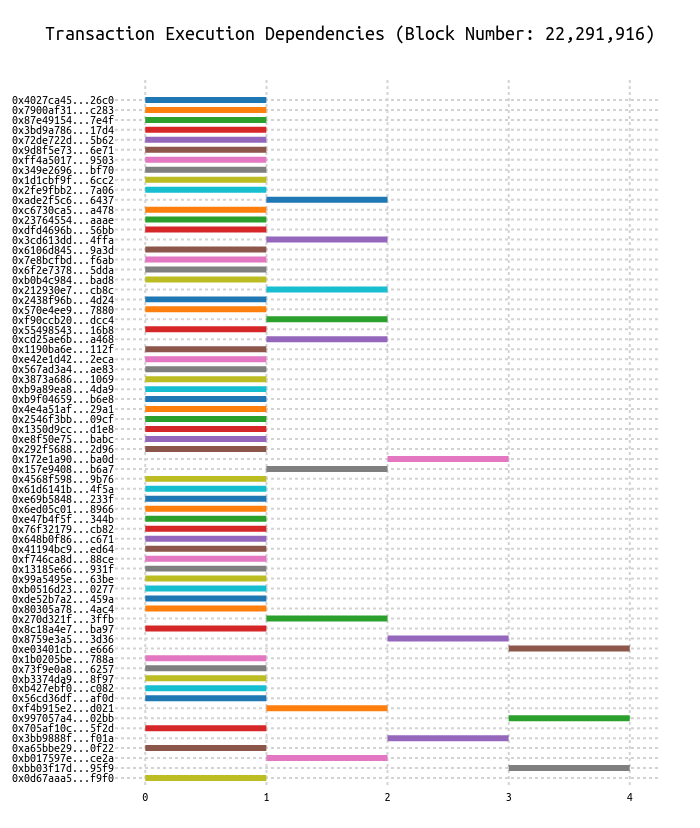 Transaction Execution Dependencies (Block Number: 22,291,916)
0x4027ca45...26c0
0x7900af31...c283
0x87e49154...7e4f
0x3bd9a786...17d4
0x72de722d...5b62
0x9d8f5e73...6e71
0xff4a5017...9503
0x349e2696...bf70
0x1d1cbf9f...6cc2
0x2fe9fbb2...7a06
0xade2f5c6...6437
0xc6730ca5...a478
0x23764554...aaae
0xdfd4696b...56bb
0x3cd613dd...4ffa
0x6106d845...9a3d
0x7e8bcfbd...f6ab
0x6f2e7378...5dda
0xb0b4c984...bad8
0x212930e7...cb8c
0x2438f96b...4d24
0x570e4ee9...7880
0xf90ccb20...dcc4
0x55498543...16b8
0xcd25ae6b...a468
0x1190ba6e...112f
0xe42e1d42...2eca
0x567ad3a4...ae83
0x3873a686...1069
0xb9a89ea8...4da9
0xb9f04659...b6e8
0x4e4a51af...29a1
0x2546f3bb...09cf
0x1350d9cc...d1e8
0xe8f50e75...babc
0x292f5688...2d96
0x172e1a90...ba0d
0x157e9408...b6a7
0x4568f598...9b76
0x61d6141b...4f5a
0xe69b5848...233f
0x6ed05c01...8966
0xe47b4f5f...344b
0x76f32179...cb82
0x648b0f86...c671
0x41194bc9...ed64
0xf746ca8d...88ce
0x13185e66...931f
0x99a5495e...63be
0xb0516d23...0277
0xde52b7a2...459a
0x80305a78...4ac4
0x270d321f...3ffb
0x8c18a4e7...ba97
0x8759e3a5...3d36
0xe03401cb...e666
0x1b0205be...788a
0x73f9e0a8...6257
0xb3374da9...8f97
0xb427ebf0...c082
0x56cd36df...af0d
0xf4b915e2...d021
0x997057a4...02bb
0x705af10c...5f2d
0x3bb9888f...f01a
0xa65bbe29...0f22
0xb017597e...ce2a
0xbb03f17d...95f9
0x0d67aaa5...f9f0
0 1 2 3 4